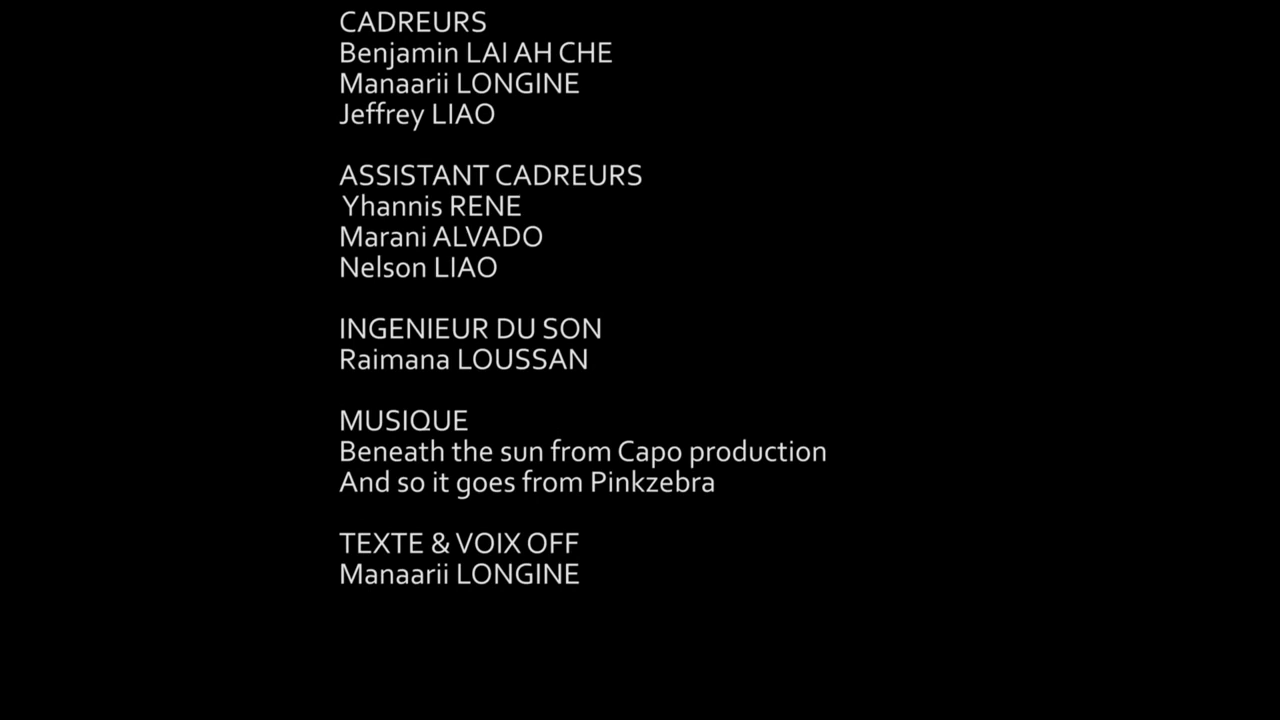 CADREURS
Benjamin LAI AH CHE
Manaarii LONGINE
Jeffrey LIAO
ASSISTANT CADREURS
Yhannis RENE
Marani ALVADO
Nelson LIAO
INGENIEUR DU SON
Raimana LOUSSAN
MUSIQUE
Beneath the sun from Capo production
And so it goes from Pinkzebra
TEXTE & VOIX OFF
Manaarii LONGINE